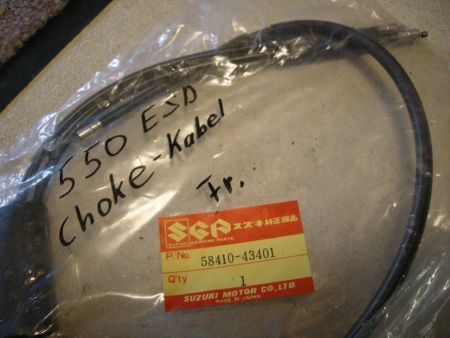 550 ESD
Choke-Kabel
Fr.
SGP スズキ純正部品
SUZUKI GENUINE PARTS
P/No. 58410-43401
Q'ty 1
SUZUKI MOTOR CO., LTD.
MADE IN JAPAN